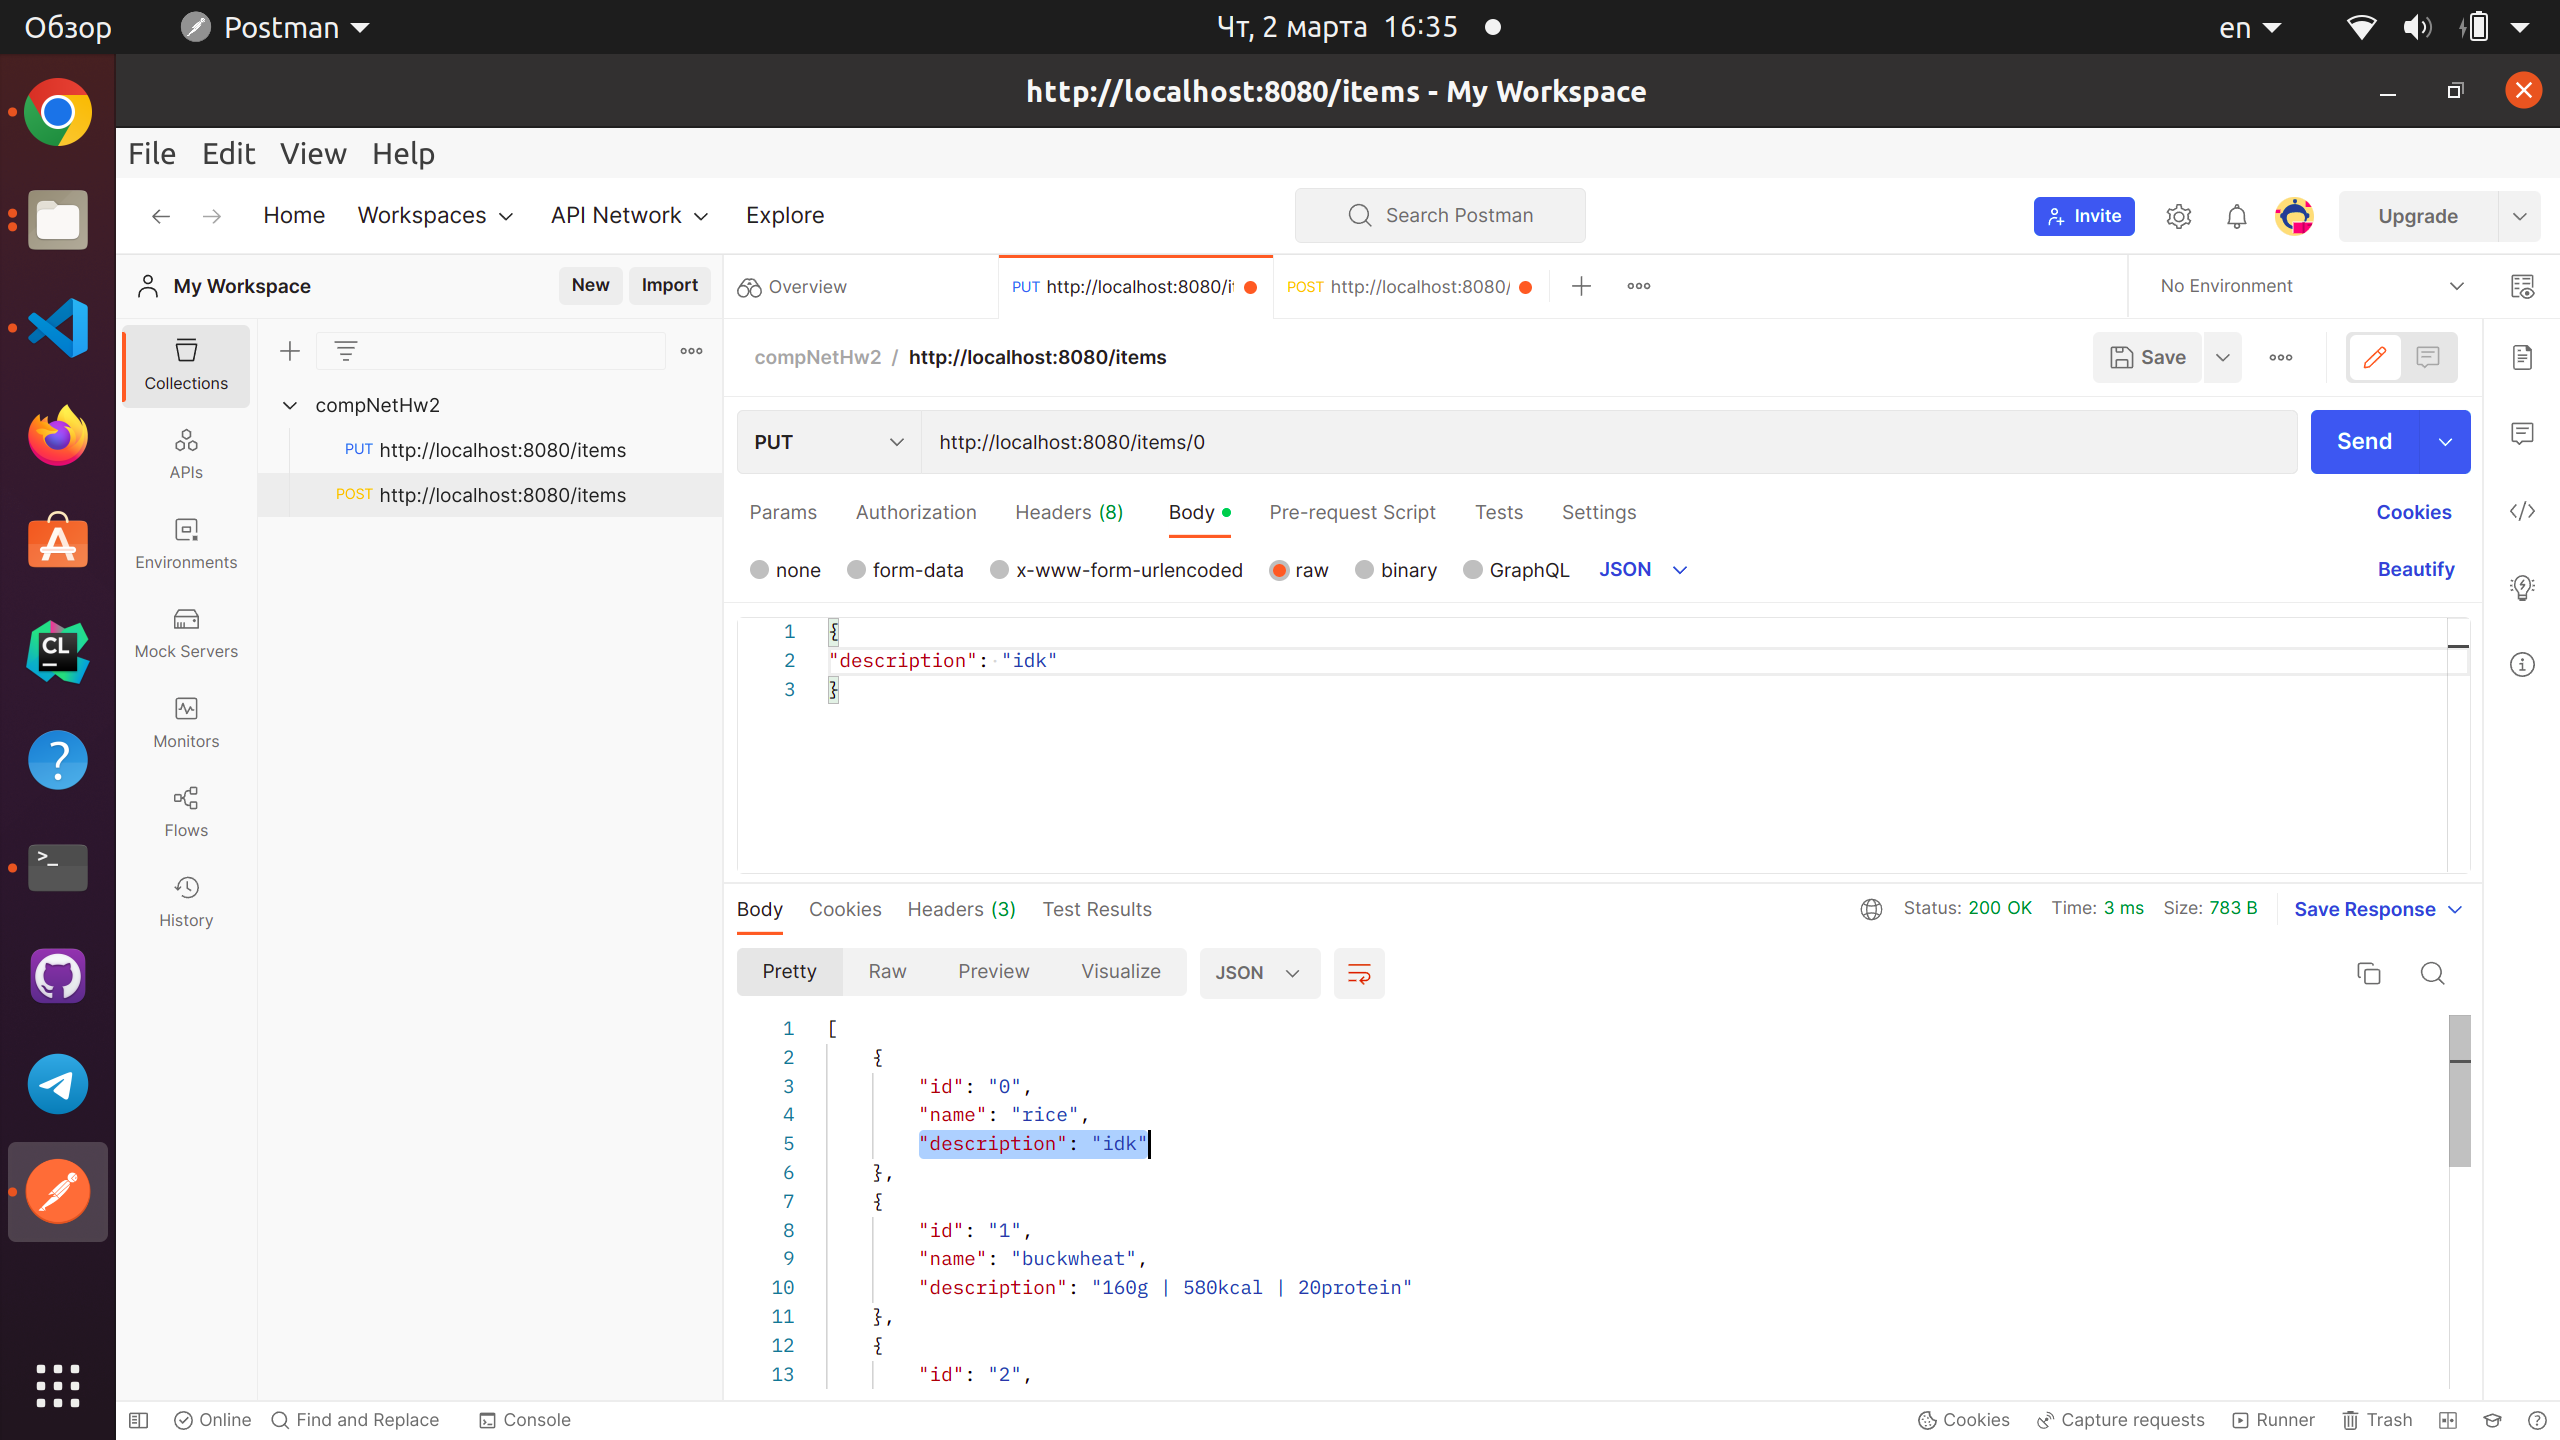 Обзор
Postman
Чт, 2 марта 16:35
en
http://localhost:8080/items - My Workspace
File Edit View Help
Home Workspaces API Network Explore
Search Postman
Invite
Upgrade
My Workspace
New Import
Overview
PUT http://localhost:8080/it
POST http://localhost:8080/
No Environment
Collections
APIs
Environments
Mock Servers
Monitors
Flows
History
compNetHw2
PUT http://localhost:8080/items
POST http://localhost:8080/items
compNetHw2 / http://localhost:8080/items
Save
PUT
http://localhost:8080/items/0
Send
Params Authorization Headers (8) Body Pre-request Script Tests Settings
Cookies
none form-data x-www-form-urlencoded raw binary GraphQL JSON
Beautify
1 {
2 "description": "idk"
3 }
Body Cookies Headers (3) Test Results
Status: 200 OK Time: 3 ms Size: 783 B
Save Response
Pretty Raw Preview Visualize
JSON
1 [
2 {
3 "id": "0",
4 "name": "rice",
5 "description": "idk"
6 },
7 {
8 "id": "1",
9 "name": "buckwheat",
10 "description": "160g | 580kcal | 20protein"
11 },
12 {
13 "id": "2",
Online Find and Replace Console
Cookies Capture requests Runner Trash
CL
>_